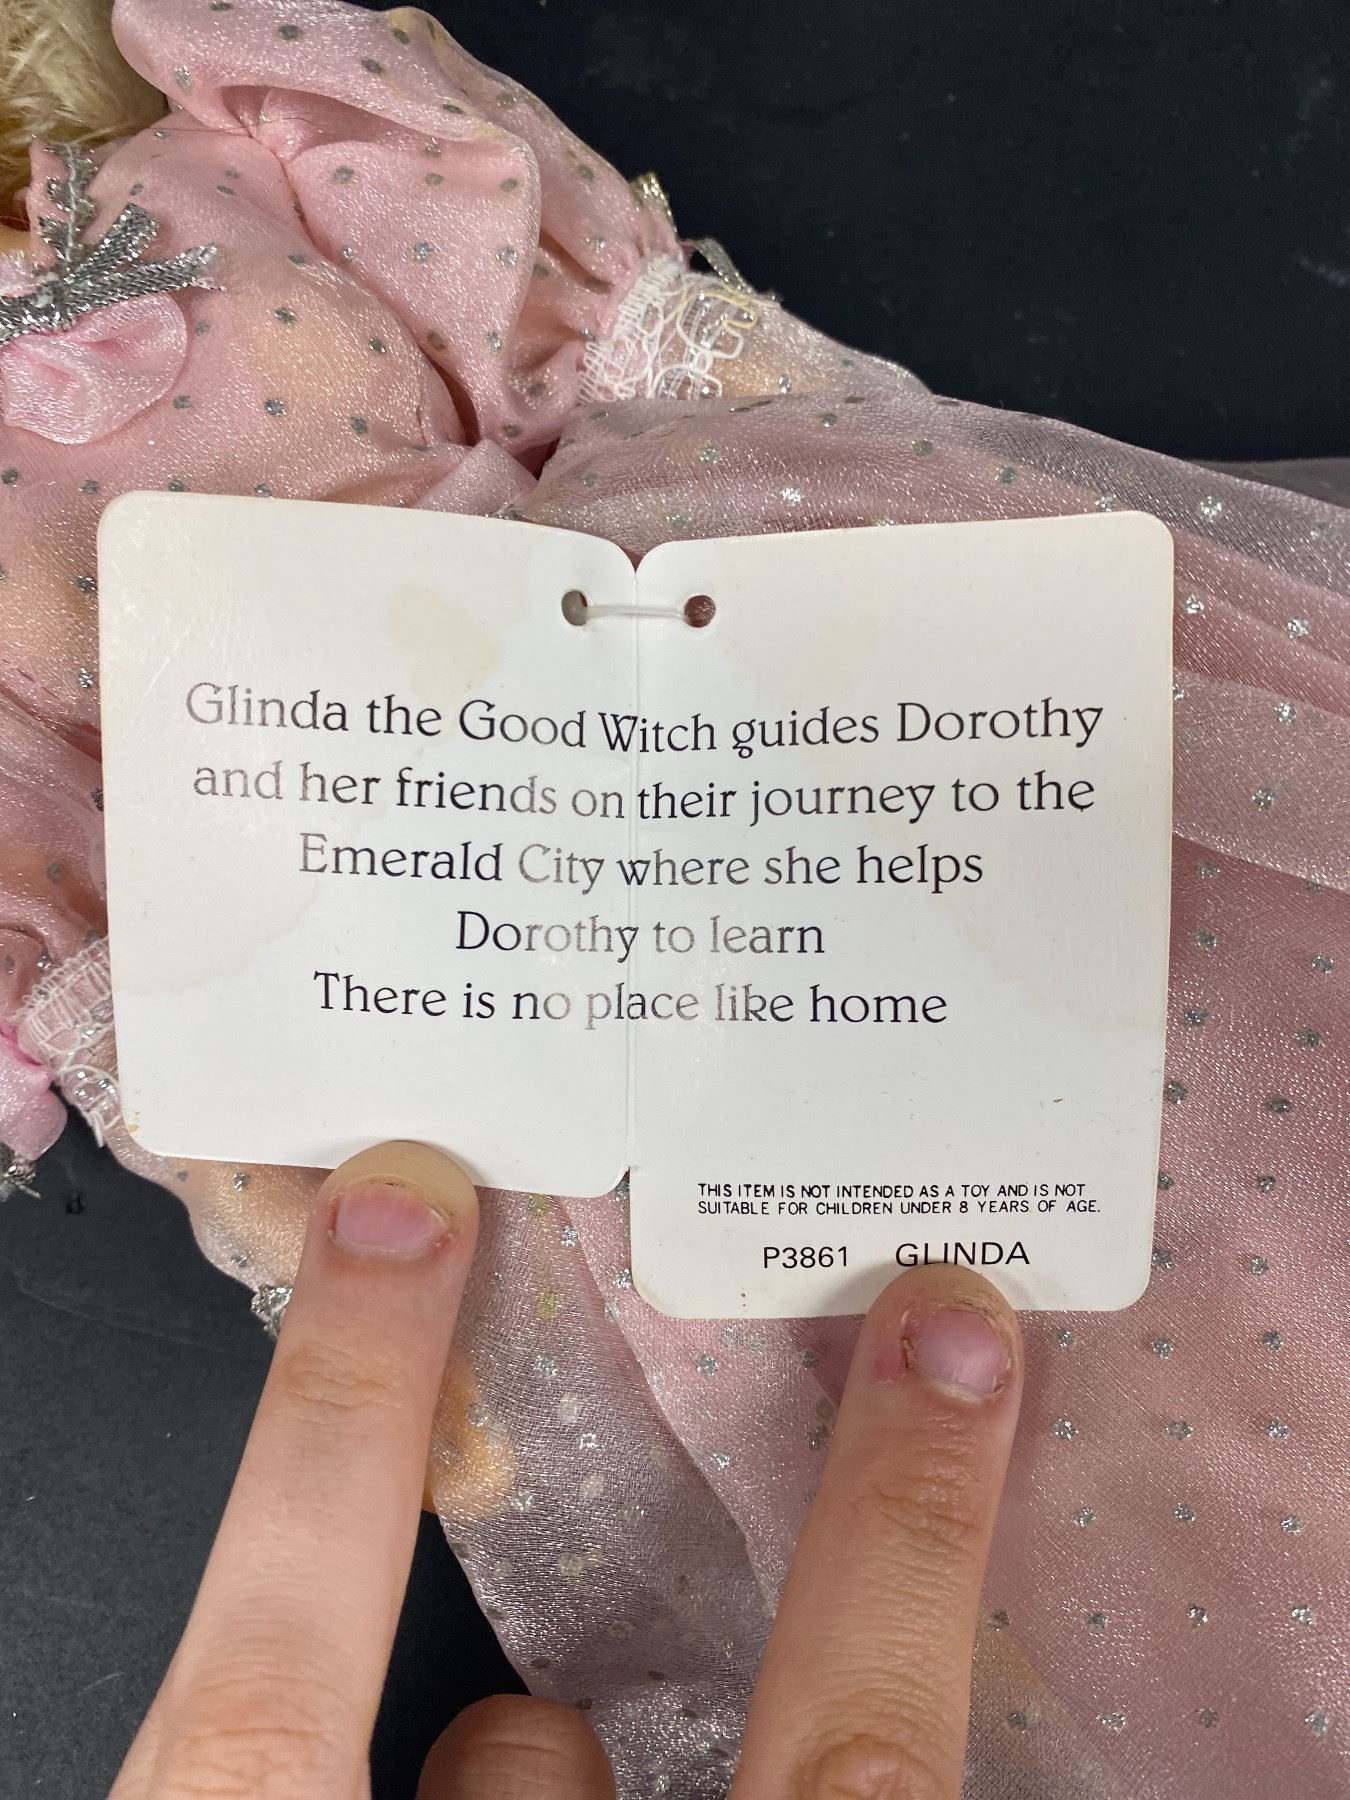 Glinda the Good Witch guides Dorothy
and her friends on their journey to the
Emerald City where she helps
Dorothy to learn
There is no place like home
THIS ITEM IS NOT INTENDED AS A TOY AND IS NOT
SUITABLE FOR CHILDREN UNDER 8 YEARS OF AGE.
P3861 GLINDA